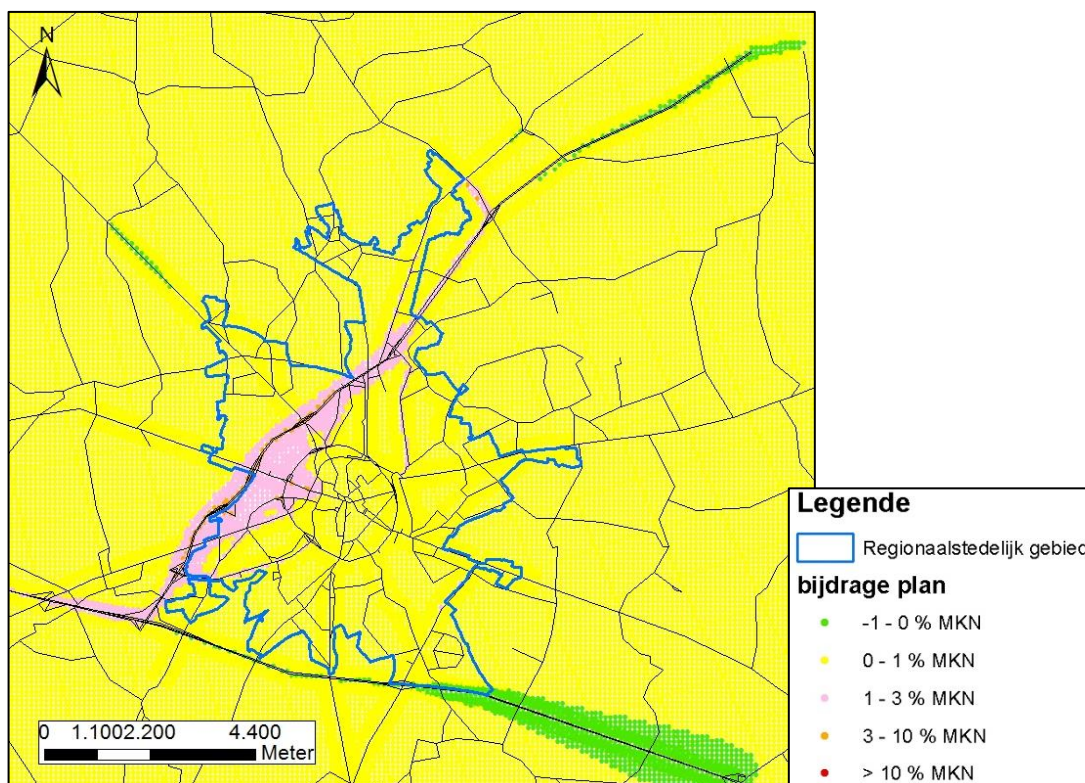 N
0 1.1002.200 4.400
Meter
Legende
Regionaalstedelijk gebied
bijdrage plan
-1 - 0 % MKN
0 - 1 % MKN
1 - 3 % MKN
3 - 10 % MKN
> 10 % MKN